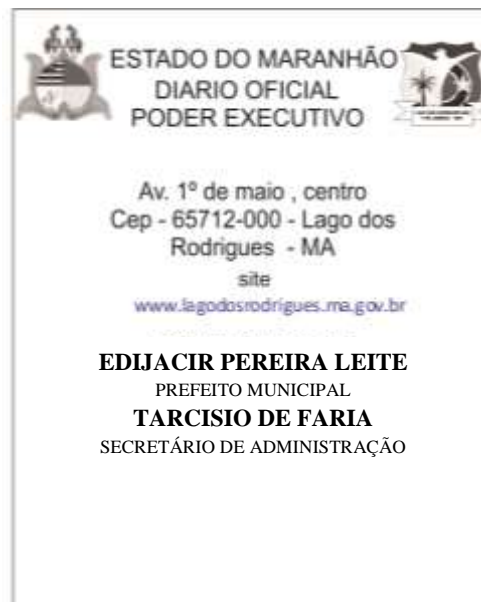 ESTADO DO MARANHÃO
DIARIO OFICIAL
PODER EXECUTIVO
Av. 1º de maio , centro
Cep - 65712-000 - Lago dos
Rodrigues - MA
site
www.lagodosrodrigues.ma.gov.br
EDIJACIR PEREIRA LEITE
PREFEITO MUNICIPAL
TARCISIO DE FARIA
SECRETÁRIO DE ADMINISTRAÇÃO